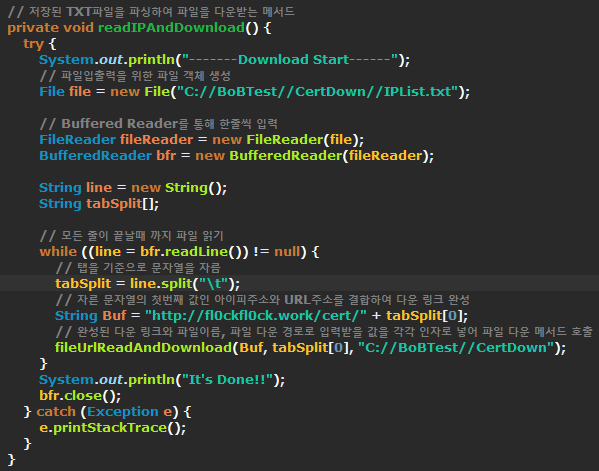 // 저장된 TXT파일을 파싱하여 파일을 다운받는 메서드
private void readIPAndDownload() {
try {
System.out.println("-------Download Start------");
// 파일입출력을 위한 파일 객체 생성
File file = new File("C://BoBTest//CertDown//IPList.txt");
// Buffered Reader를 통해 한줄씩 입력
FileReader fileReader = new FileReader(file);
BufferedReader bfr = new BufferedReader(fileReader);
String line = new String();
String tabSplit[];
// 모든 줄이 끝날때 까지 파일 읽기
while ((line = bfr.readLine()) != null) {
// 탭을 기준으로 문자열을 자름
tabSplit = line.split("\t");
// 자른 문자열의 첫번째 값인 아이피주소와 URL주소를 결합하여 다운 링크 완성
String Buf = "http://fl0ckfl0ck.work/cert/" + tabSplit[0];
// 완성된 다운 링크와 파일이름, 파일 다운 경로로 입력받을 값을 각각 인자로 넣어 파일 다운 메서드 호출
fileUrlReadAndDownload(Buf, tabSplit[0], "C://BoBTest//CertDown");
}
System.out.println("It's Done!!");
bfr.close();
} catch (Exception e) {
e.printStackTrace();
}
}